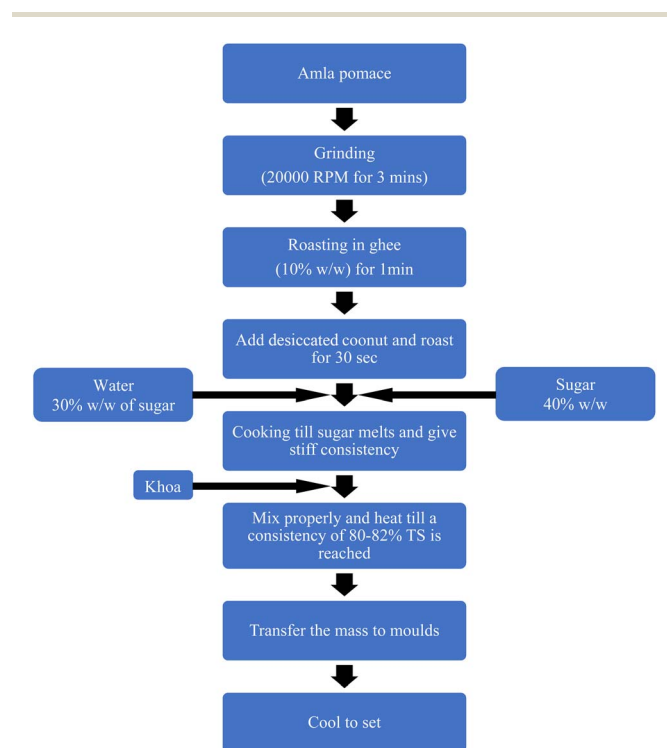 Amla pomace
Grinding
(20000 RPM for 3 mins)
Roasting in ghee
(10% w/w) for 1min
Add desiccated coonut and roast
for 30 sec
Water
30% w/w of sugar
Sugar
40% w/w
Cooking till sugar melts and give
stiff consistency
Khoa
Mix properly and heat till a
consistency of 80-82% TS is
reached
Transfer the mass to moulds
Cool to set